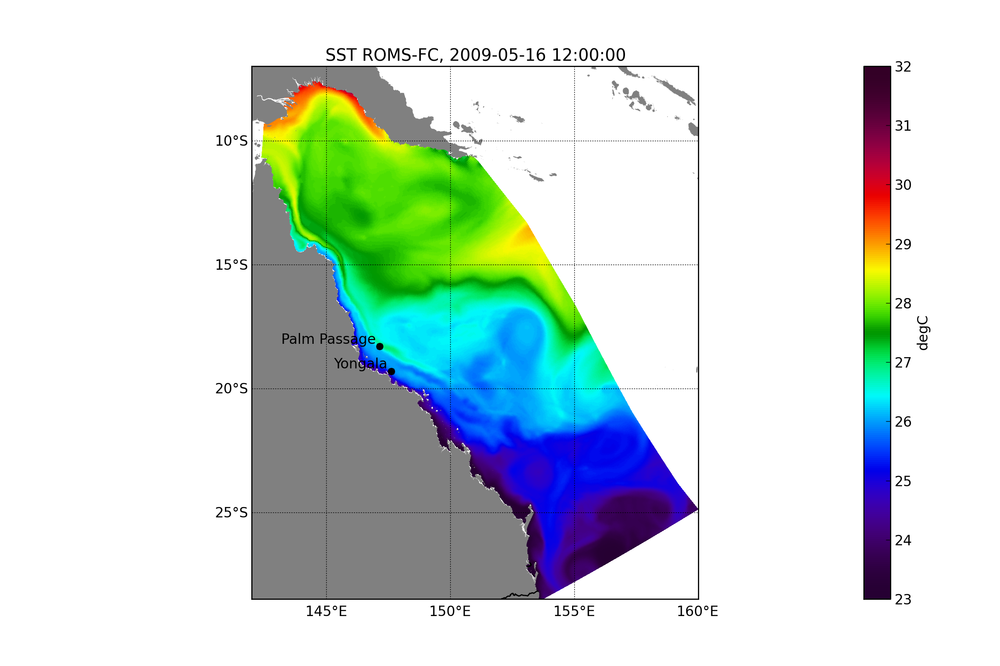 SST ROMS-FC, 2009-05-16 12:00:00
10°S
15°S
20°S
25°S
145°E
150°E
155°E
160°E
Palm Passage
Yongala
32
31
30
29
28
27
26
25
24
23
degC